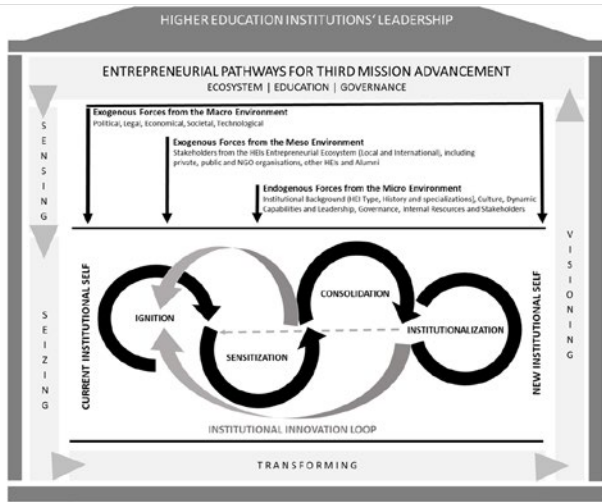 HIGHER EDUCATION INSTITUTIONS' LEADERSHIP
ENTREPRENEURIAL PATHWAYS FOR THIRD MISSION ADVANCEMENT
ECOSYSTEM | EDUCATION | GOVERNANCE
SENSING
Exogenous Forces from the Macro Environment
Political, Legal, Economical, Societal, Technological
Exogenous Forces from the Meso Environment
Stakeholders from the HEIs Entrepreneurial Ecosystem (Local and International), including
private, public and NGO organisations, other HEIs and Alumni
Endogenous Forces from the Micro Environment
Institutional Background (HEI Type, History and specializations), Culture, Dynamic
Capabilities and Leadership, Governance, Internal Resources and Stakeholders
SEIZING
CURRENT INSTITUTIONAL SELF
IGNITION
SENSITIZATION
CONSOLIDATION
INSTITUTIONALIZATION
NEW INSTITUTIONAL SELF
VISIONING
INSTITUTIONAL INNOVATION LOOP
TRANSFORMING